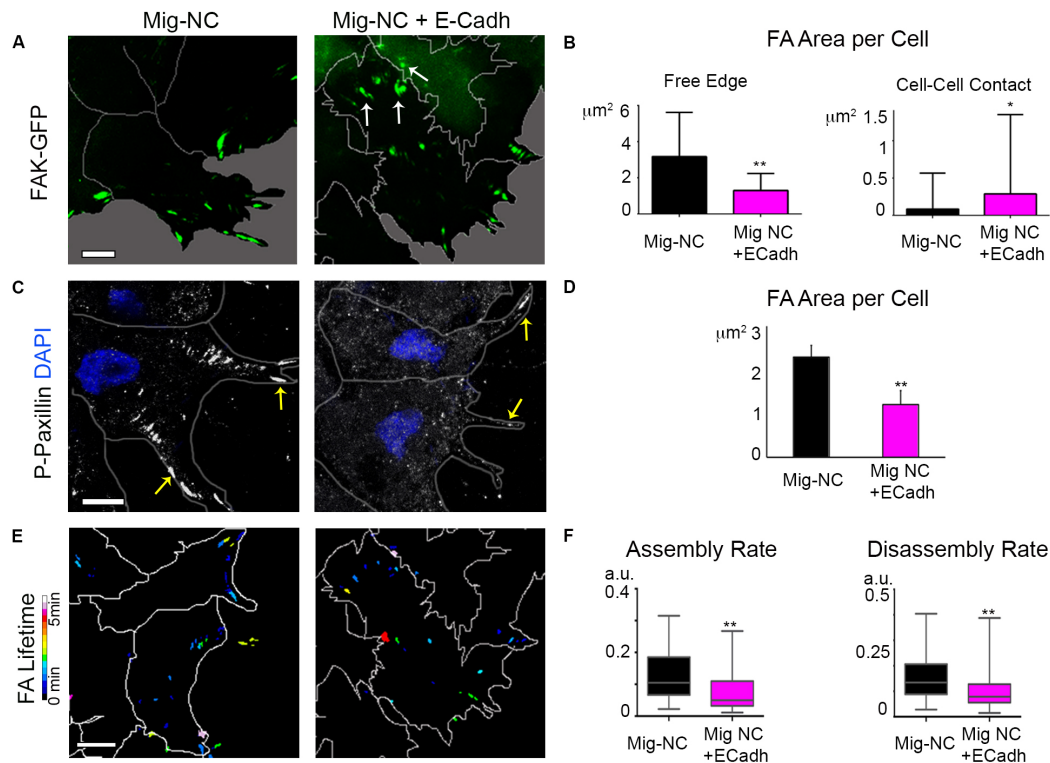 Mig-NC
Mig-NC + E-Cadh
A
FAK-GFP
B
FA Area per Cell
Free Edge
μm²
6
4
2
0
**
Mig-NC
Mig NC
+ECadh
Cell-Cell Contact
μm²
1.5
0.5
0
*
Mig-NC
Mig NC
+ECadh
C
P-Paxillin DAPI
D
FA Area per Cell
μm²
3
2
1
0
**
Mig-NC
Mig NC
+ECadh
E
FA Lifetime
0 min
5min
F
Assembly Rate
a.u.
0.4
0.2
0
**
Mig-NC
Mig NC
+ECadh
Disassembly Rate
a.u.
0.5
0.25
0
**
Mig-NC
Mig NC
+ECadh